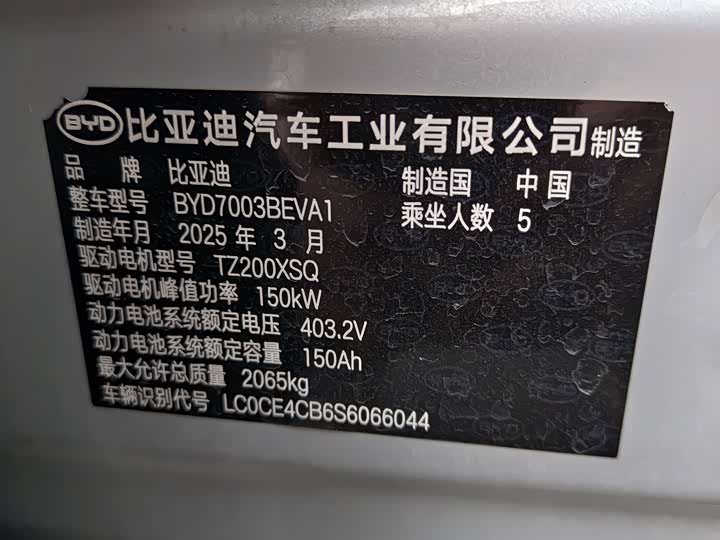 BYD 比亚迪汽车工业有限公司制造
品 牌 比亚迪 制造国 中国
整车型号 BYD7003BEVA1 乘坐人数 5
制造年月 2025 年 3 月
驱动电机型号 TZ200XSQ
驱动电机峰值功率 150kW
动力电池系统额定电压 403.2V
动力电池系统额定容量 150Ah
最大允许总质量 2065kg
车辆识别代号 LC0CE4CB6S6066044